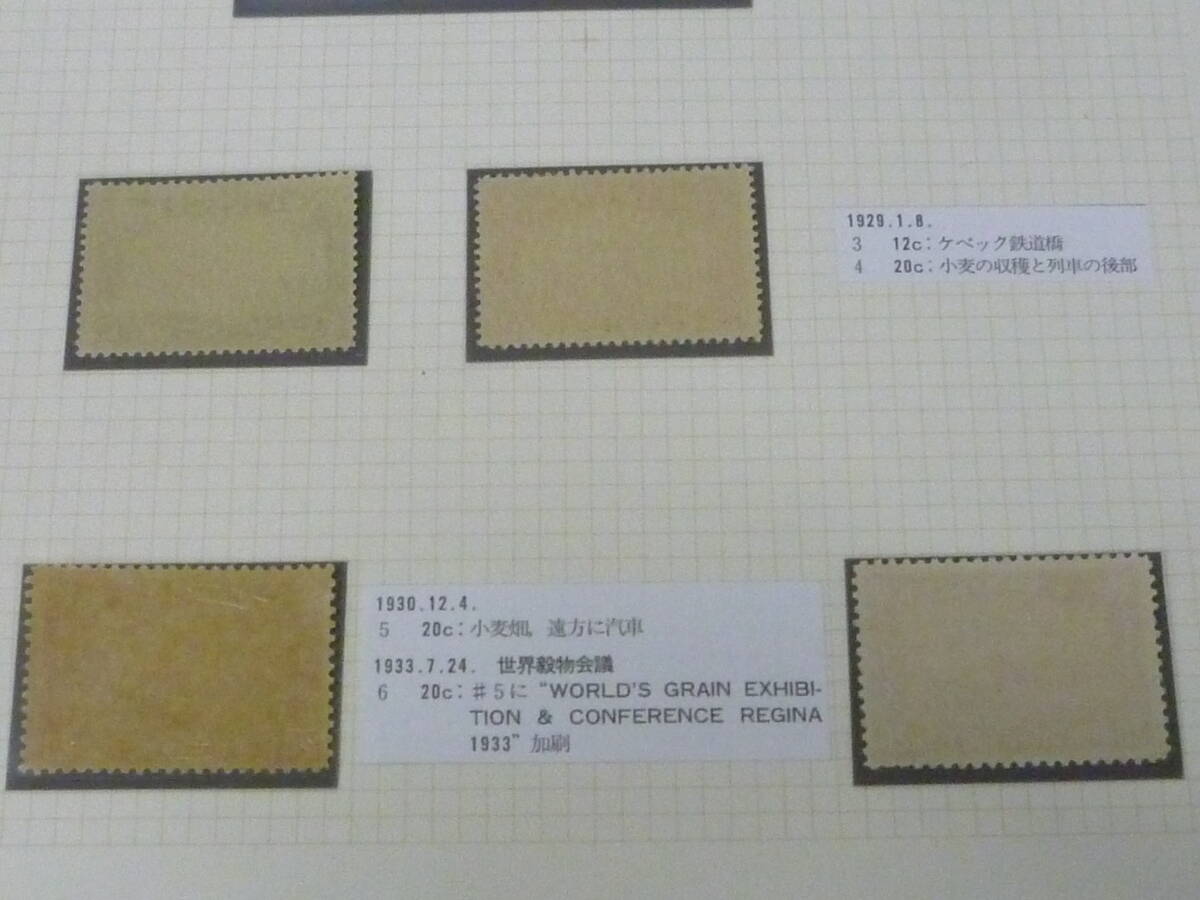 1929.1.8.
3 12c：ケベック鉄道橋
4 20c：小麦の収穫と列車の後部
1930.12.4.
5 20c：小麦畑，遠方に汽車
1933.7.24. 世界毅物会議
6 20c：♯5に“WORLD'S GRAIN EXHIBI-
TION & CONFERENCE REGINA
1933”加刷